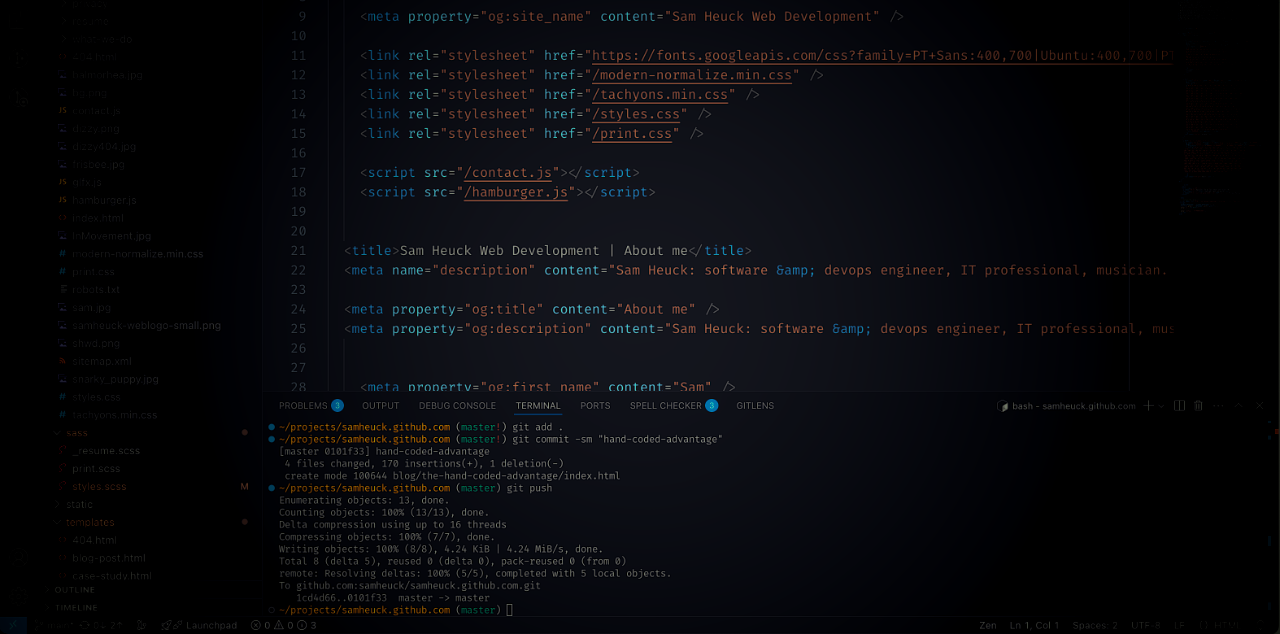 404.html
contact.js
dizzy.png
dizzy404.jpg
frisbee.jpg
hamburger.js
index.html
InMovement.jpg
modern-normalize.min.css
print.css
robots.txt
sam.jpg
samheuck-weblogo-small.png
shwd.png
sitemap.xml
snarky_puppy.jpg
styles.css
tachyons.min.css
sass
_resume.scss
print.scss
styles.scss M
static
templates
404.html
blog-post.html
case-study.html
OUTLINE
TIMELINE
9 <meta property="og:site_name" content="Sam Heuck Web Development" />
10
11 <link rel="stylesheet" href="https://fonts.googleapis.com/css?family=PT+Sans:400,700|Ubuntu:400,700|P
12 <link rel="stylesheet" href="/modern-normalize.min.css" />
13 <link rel="stylesheet" href="/tachyons.min.css" />
14 <link rel="stylesheet" href="/styles.css" />
15 <link rel="stylesheet" href="/print.css" />
16
17 <script src="/contact.js"></script>
18 <script src="/hamburger.js"></script>
19
20
21 <title>Sam Heuck Web Development | About me</title>
22 <meta name="description" content="Sam Heuck: software &amp; devops engineer, IT professional, musician.
23
24 <meta property="og:title" content="About me" />
25 <meta property="og:description" content="Sam Heuck: software &amp; devops engineer, IT professional, mus
26
27
28 <meta property="og:first_name" content="Sam" />
PROBLEMS 3 OUTPUT DEBUG CONSOLE TERMINAL PORTS SPELL CHECKER 3 GITLENS bash - samheuck.github.com
~/projects/samheuck.github.com (master!) git add .
~/projects/samheuck.github.com (master!) git commit -sm "hand-coded-advantage"
[master 0101f33] hand-coded-advantage
4 files changed, 170 insertions(+), 1 deletion(-)
create mode 100644 blog/the-hand-coded-advantage/index.html
~/projects/samheuck.github.com (master) git push
Enumerating objects: 13, done.
Counting objects: 100% (13/13), done.
Delta compression using up to 16 threads
Compressing objects: 100% (7/7), done.
Writing objects: 100% (8/8), 4.24 KiB | 4.24 MiB/s, done.
Total 8 (delta 5), reused 0 (delta 0), pack-reused 0 (from 0)
remote: Resolving deltas: 100% (5/5), completed with 5 local objects.
To github.com:samheuck/samheuck.github.com.git
1cd4d66..0101f33 master -> master
~/projects/samheuck.github.com (master)
Launchpad 0 0 3 Zen Ln 1, Col 1 Spaces: 2 UTF-8 LF